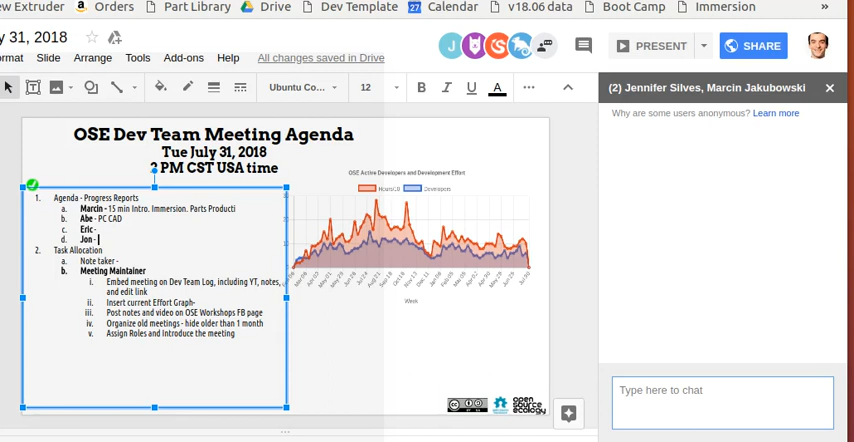 ew Extruder Orders Part Library Drive Dev Template 27 Calendar v18.06 data Boot Camp Immersion »
y 31, 2018
J
PRESENT SHARE
ormat Slide Arrange Tools Add-ons Help All changes saved in Drive
T Ubuntu Co... 12 B I U A ...
(2) Jennifer Silves, Marcin Jakubowski ×
Why are some users anonymous? Learn more
OSE Dev Team Meeting Agenda
Tue July 31, 2018
2 PM CST USA time
1. Agenda - Progress Reports
a. Marcin - 15 min Intro. Immersion. Parts Producti
b. Abe - PC CAD
c. Eric -
d. Jon -
2. Task Allocation
a. Note taker -
b. Meeting Maintainer
i. Embed meeting on Dev Team Log, including YT, notes,
and edit link
ii. Insert current Effort Graph-
iii. Post notes and video on OSE Workshops FB page
iv. Organize old meetings - hide older than 1 month
v. Assign Roles and Introduce the meeting
OSE Active Developers and Development Effort
Hours/10 Developers
Week
cc BY SA
open
source
ecology
Type here to chat